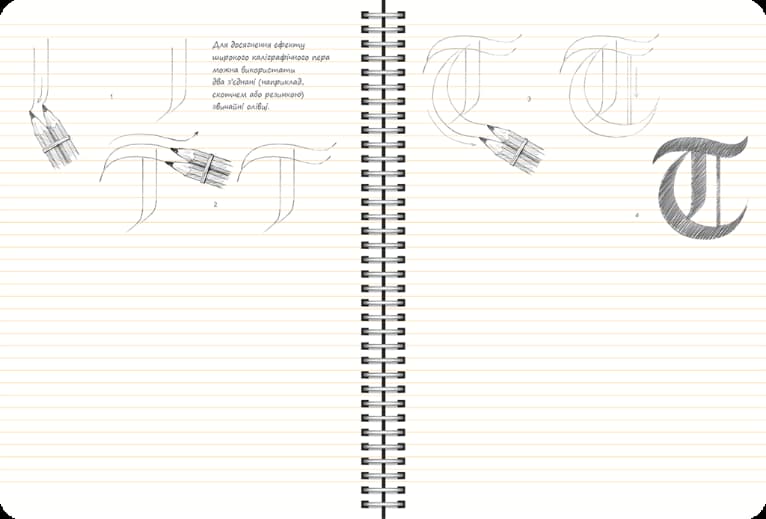 Для досягнення ефекту
широкого каліграфічного пера
можна використати
два з'єднані (наприклад,
скотчем або резинкою)
звичайні олівці.
1
2
3
T
4